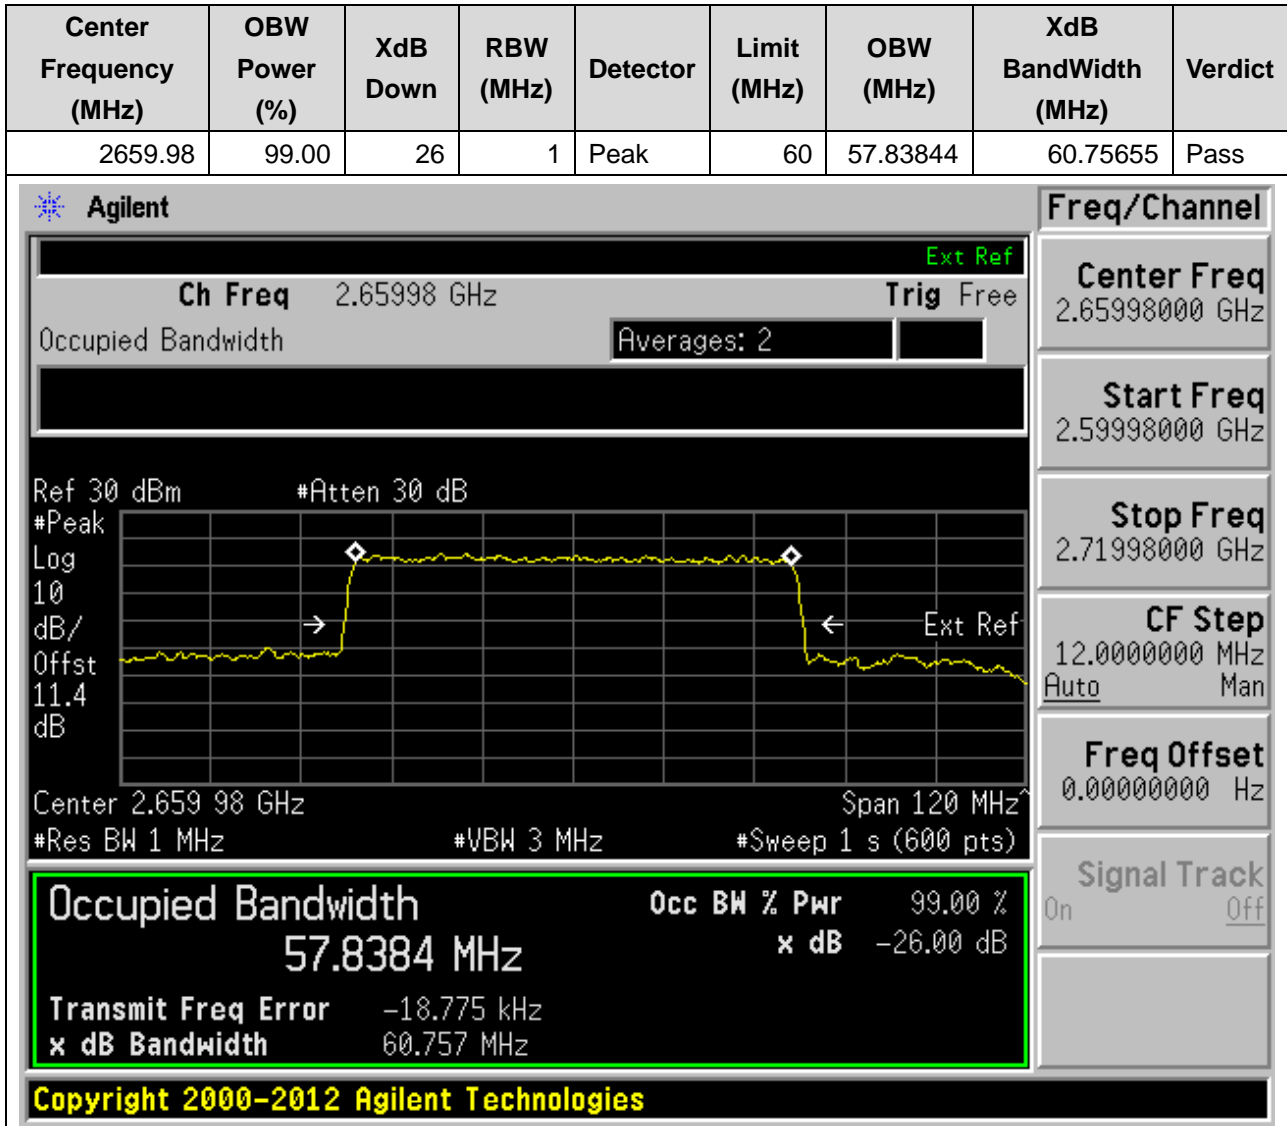 Center Frequency (MHz) OBW Power (%) XdB Down RBW (MHz) Detector Limit (MHz) OBW (MHz) XdB BandWidth (MHz) Verdict
2659.98 99.00 26 1 Peak 60 57.83844 60.75655 Pass
Agilent
Freq/Channel
Ext Ref
Ch Freq 2.65998 GHz Trig Free
Occupied Bandwidth Averages: 2
Ref 30 dBm #Atten 30 dB
#Peak
Log
10
dB/
Offst
11.4
dB
Ext Ref
Center 2.659 98 GHz Span 120 MHz^
#Res BW 1 MHz #VBW 3 MHz #Sweep 1 s (600 pts)
Occupied Bandwidth
57.8384 MHz
Occ BW % Pwr 99.00 %
x dB -26.00 dB
Transmit Freq Error -18.775 kHz
x dB Bandwidth 60.757 MHz
Center Freq
2.65998000 GHz
Start Freq
2.59998000 GHz
Stop Freq
2.71998000 GHz
CF Step
12.0000000 MHz
Auto Man
Freq Offset
0.00000000 Hz
Signal Track
On Off
Copyright 2000-2012 Agilent Technologies